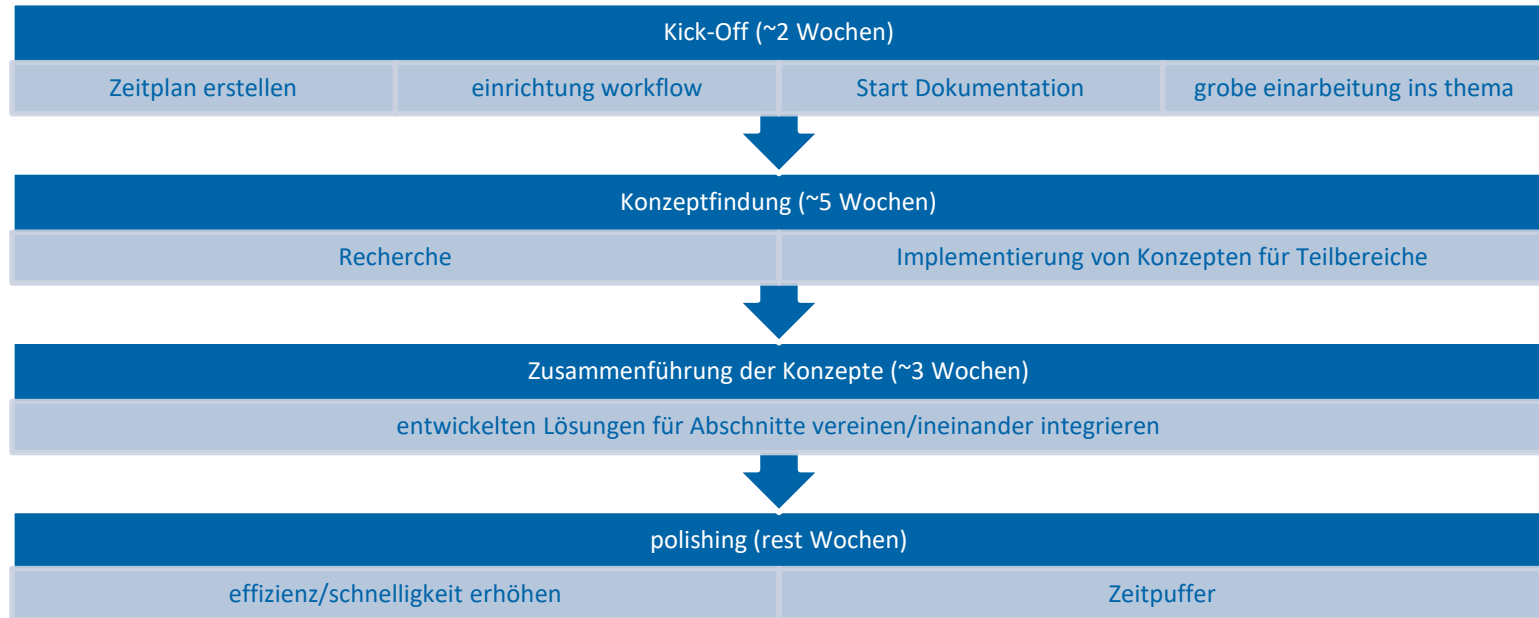 Kick-Off (~2 Wochen)
Zeitplan erstellen
einrichtung workflow
Start Dokumentation
grobe einarbeitung ins thema
Konzeptfindung (~5 Wochen)
Recherche
Implementierung von Konzepten für Teilbereiche
Zusammenführung der Konzepte (~3 Wochen)
entwickelten Lösungen für Abschnitte vereinen/ineinander integrieren
polishing (rest Wochen)
effizienz/schnelligkeit erhöhen
Zeitpuffer